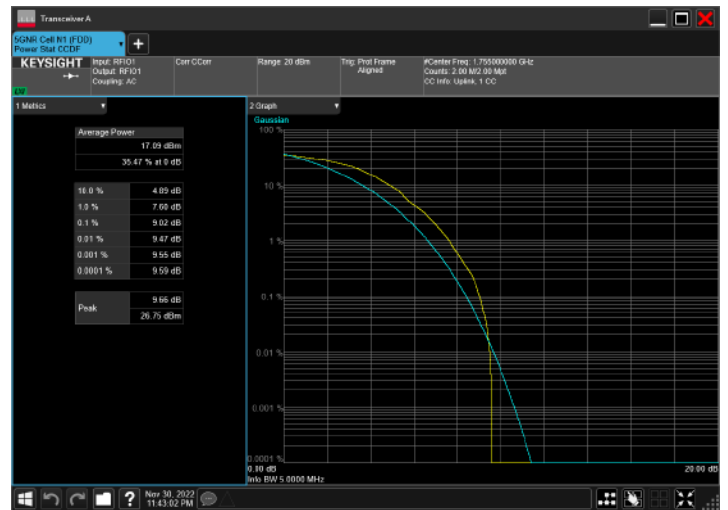 Transceiver A
5GNR Cell N1 (FDD)
Power Stat CCDF
KEYSIGHT
Input: RFIO1
Output: RFIO1
Coupling: AC
Corr CCorr
Range: 20 dBm
Trig: Prot Frame
Aligned
#Center Freq: 1.755000000 GHz
Counts: 2.00 M/2.00 Mpt
CC Info: Uplink, 1 CC
1 Metrics
Average Power
17.09 dBm
35.47 % at 0 dB
10.0 % 4.89 dB
1.0 % 7.60 dB
0.1 % 9.02 dB
0.01 % 9.47 dB
0.001 % 9.55 dB
0.0001 % 9.59 dB
Peak
9.66 dB
26.75 dBm
2 Graph
Gaussian
100 %
10 %
1 %
0.1 %
0.01 %
0.001 %
0.0001 %
0.00 dB
20.00 dB
Info BW 5.0000 MHz
Nov 30, 2022
11:43:02 PM